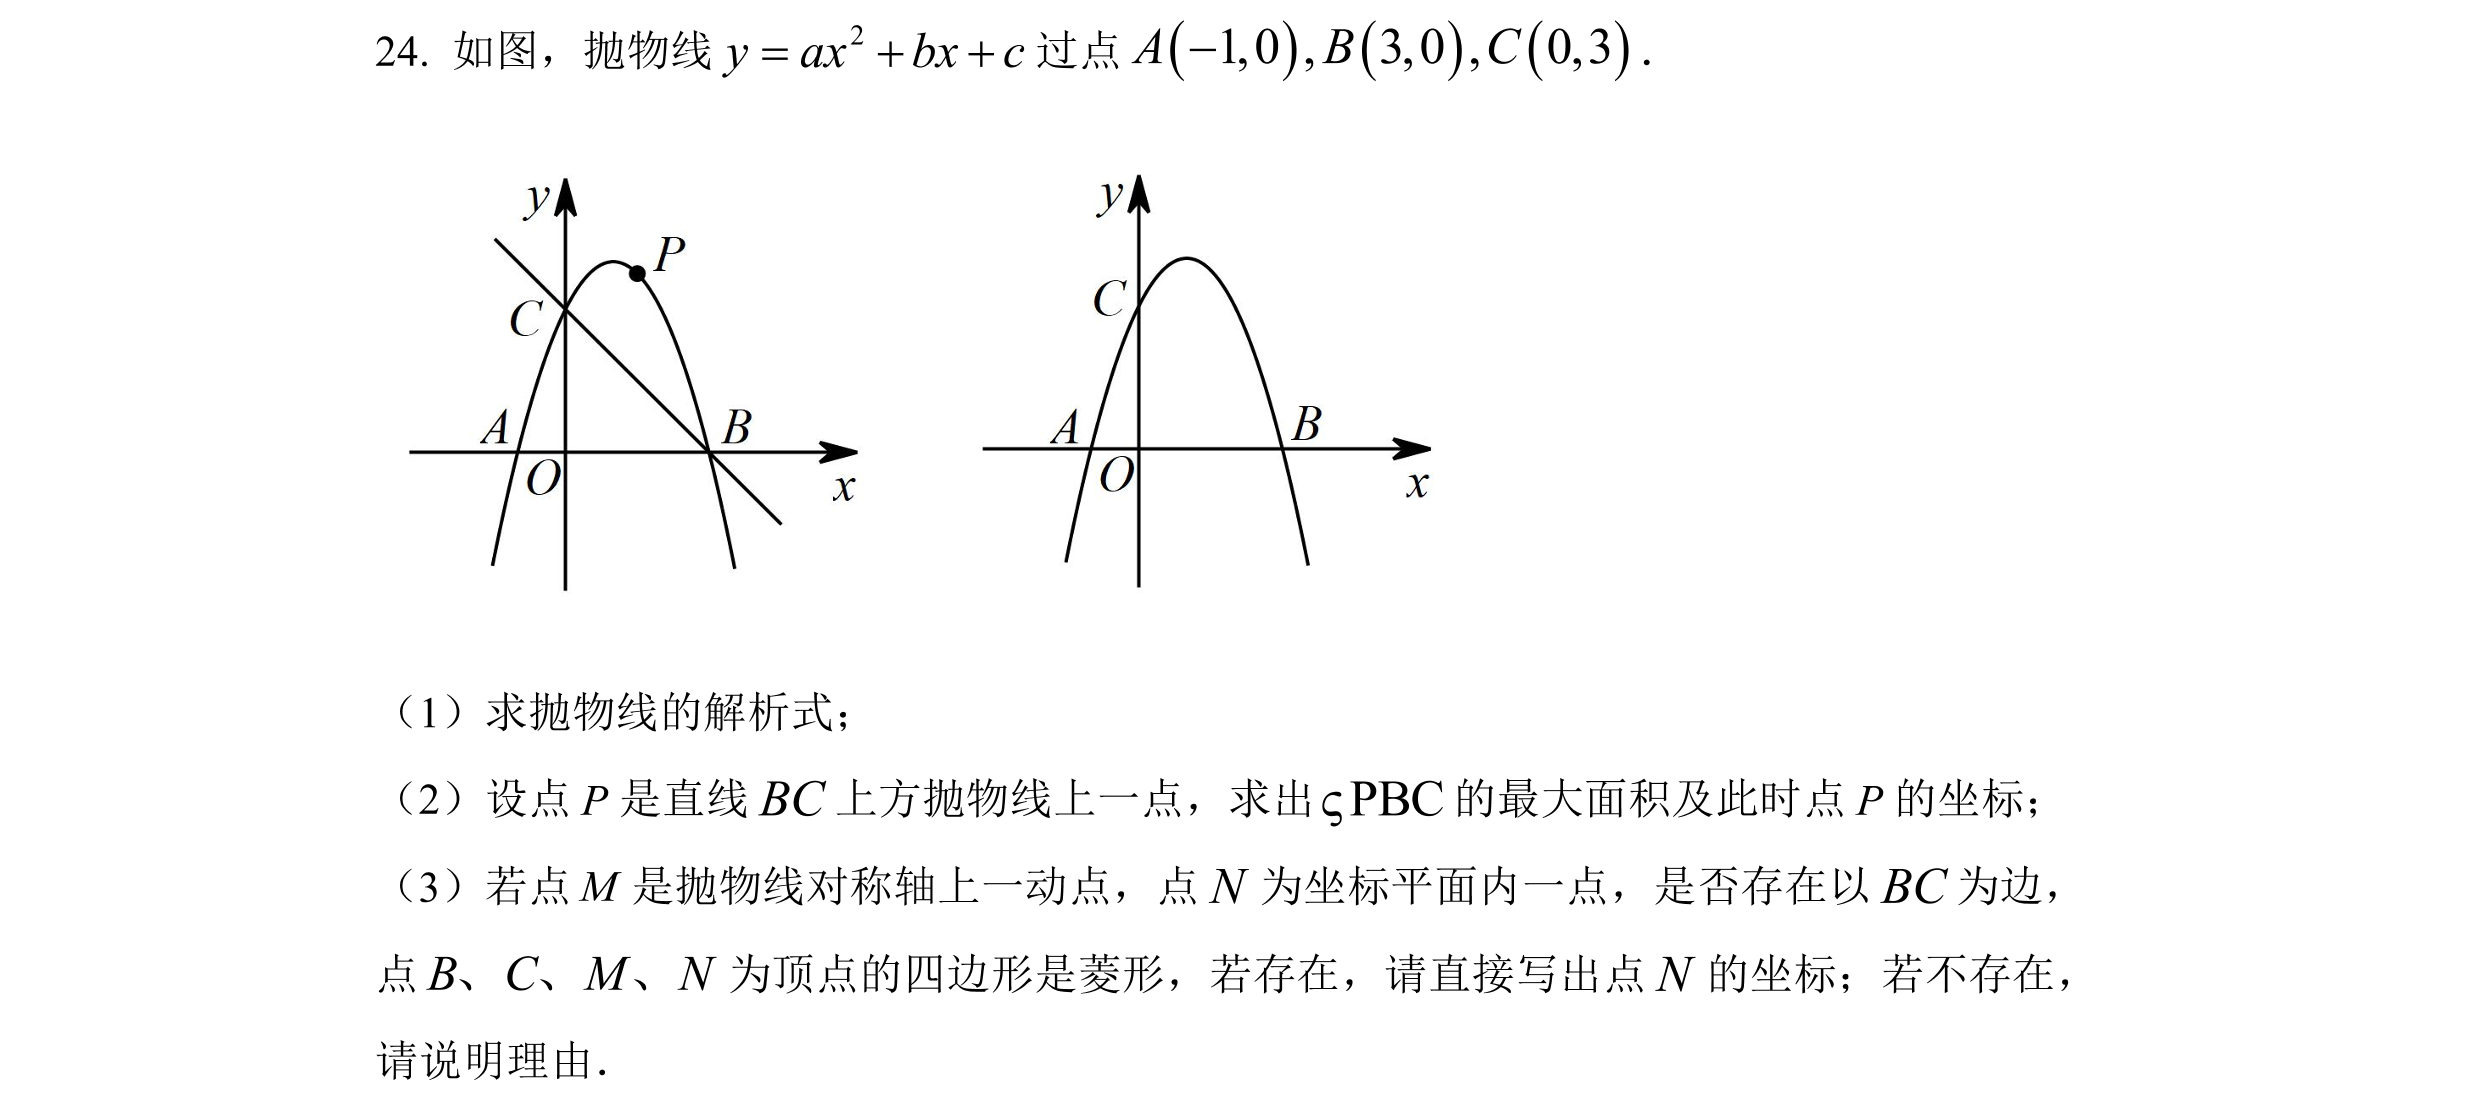 24. 如图，抛物线 y = ax² + bx + c 过点 A(−1,0), B(3,0), C(0,3) .
y
P
C
A
B
O
x
y
C
A
B
O
x
（1）求抛物线的解析式；
（2）设点 P 是直线 BC 上方抛物线上一点，求出 ς PBC 的最大面积及此时点 P 的坐标；
（3）若点 M 是抛物线对称轴上一动点，点 N 为坐标平面内一点，是否存在以 BC 为边，
点 B、C、M、N 为顶点的四边形是菱形，若存在，请直接写出点 N 的坐标；若不存在，
请说明理由．